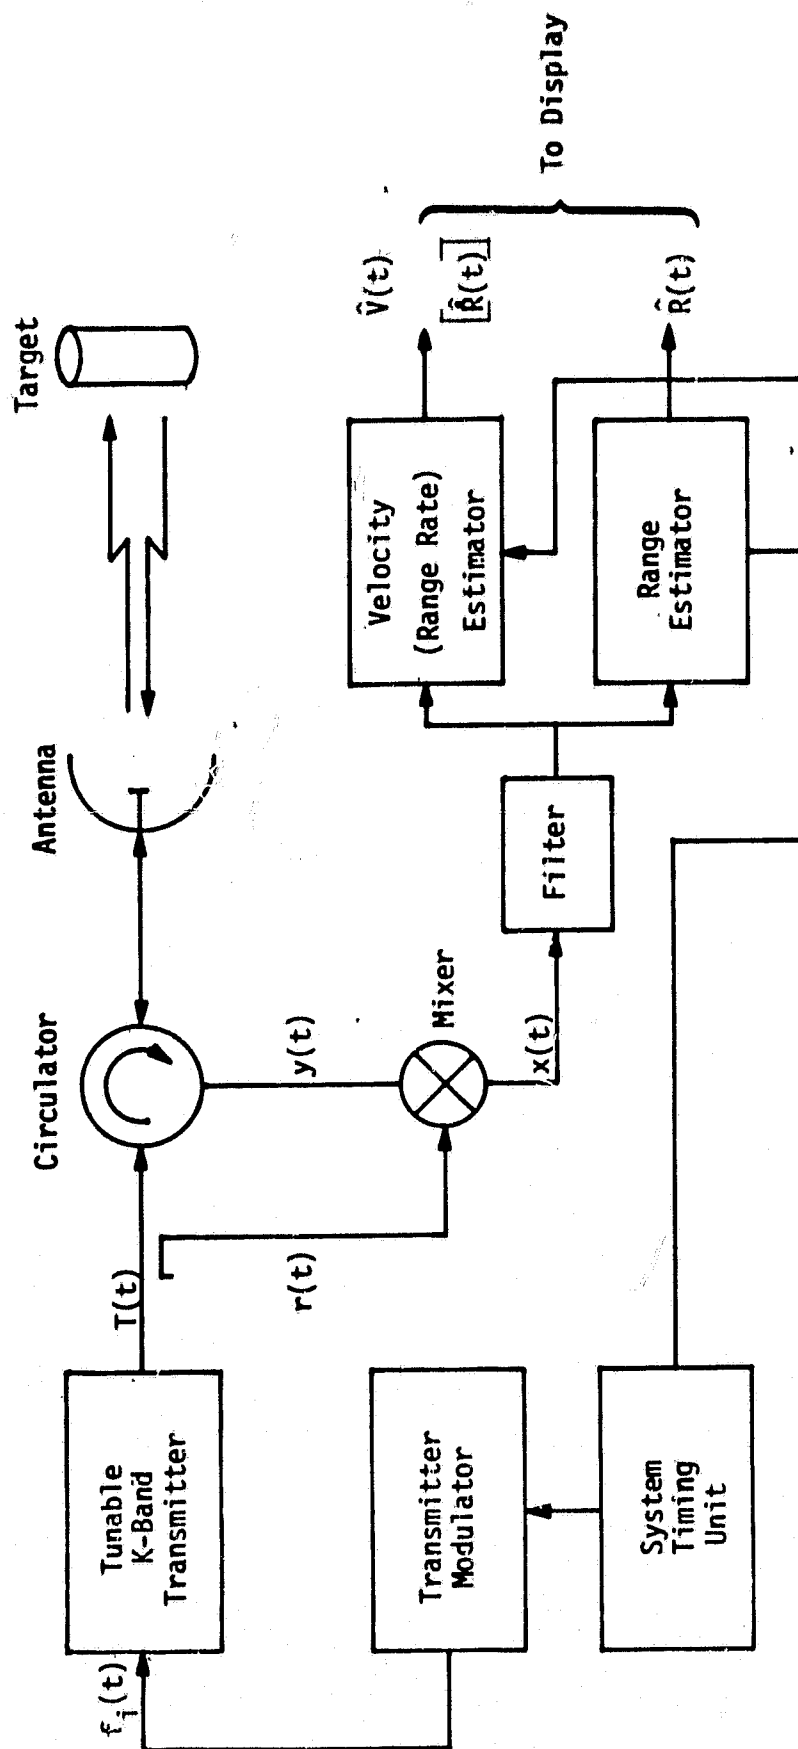 Target
Antenna
Circulator
T(t)
Tunable
K-Band
Transmitter
f_i(t)
r(t)
y(t)
Mixer
x(t)
Filter
Velocity
(Range Rate)
Estimator
V̂(t)
[Ṙ̂(t)]
To Display
Range
Estimator
R̂(t)
Transmitter
Modulator
System
Timing
Unit